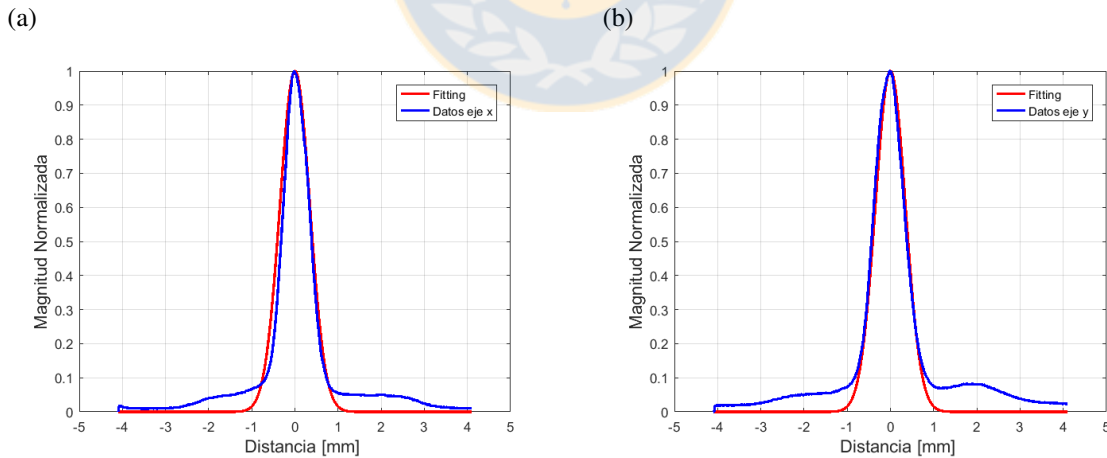 (a)
(b)
1
0.9
0.8
0.7
0.6
0.5
0.4
0.3
0.2
0.1
0
Magnitud Normalizada
Fitting
Datos eje x
-5 -4 -3 -2 -1 0 1 2 3 4 5
Distancia [mm]
1
0.9
0.8
0.7
0.6
0.5
0.4
0.3
0.2
0.1
0
Magnitud Normalizada
Fitting
Datos eje y
-5 -4 -3 -2 -1 0 1 2 3 4 5
Distancia [mm]